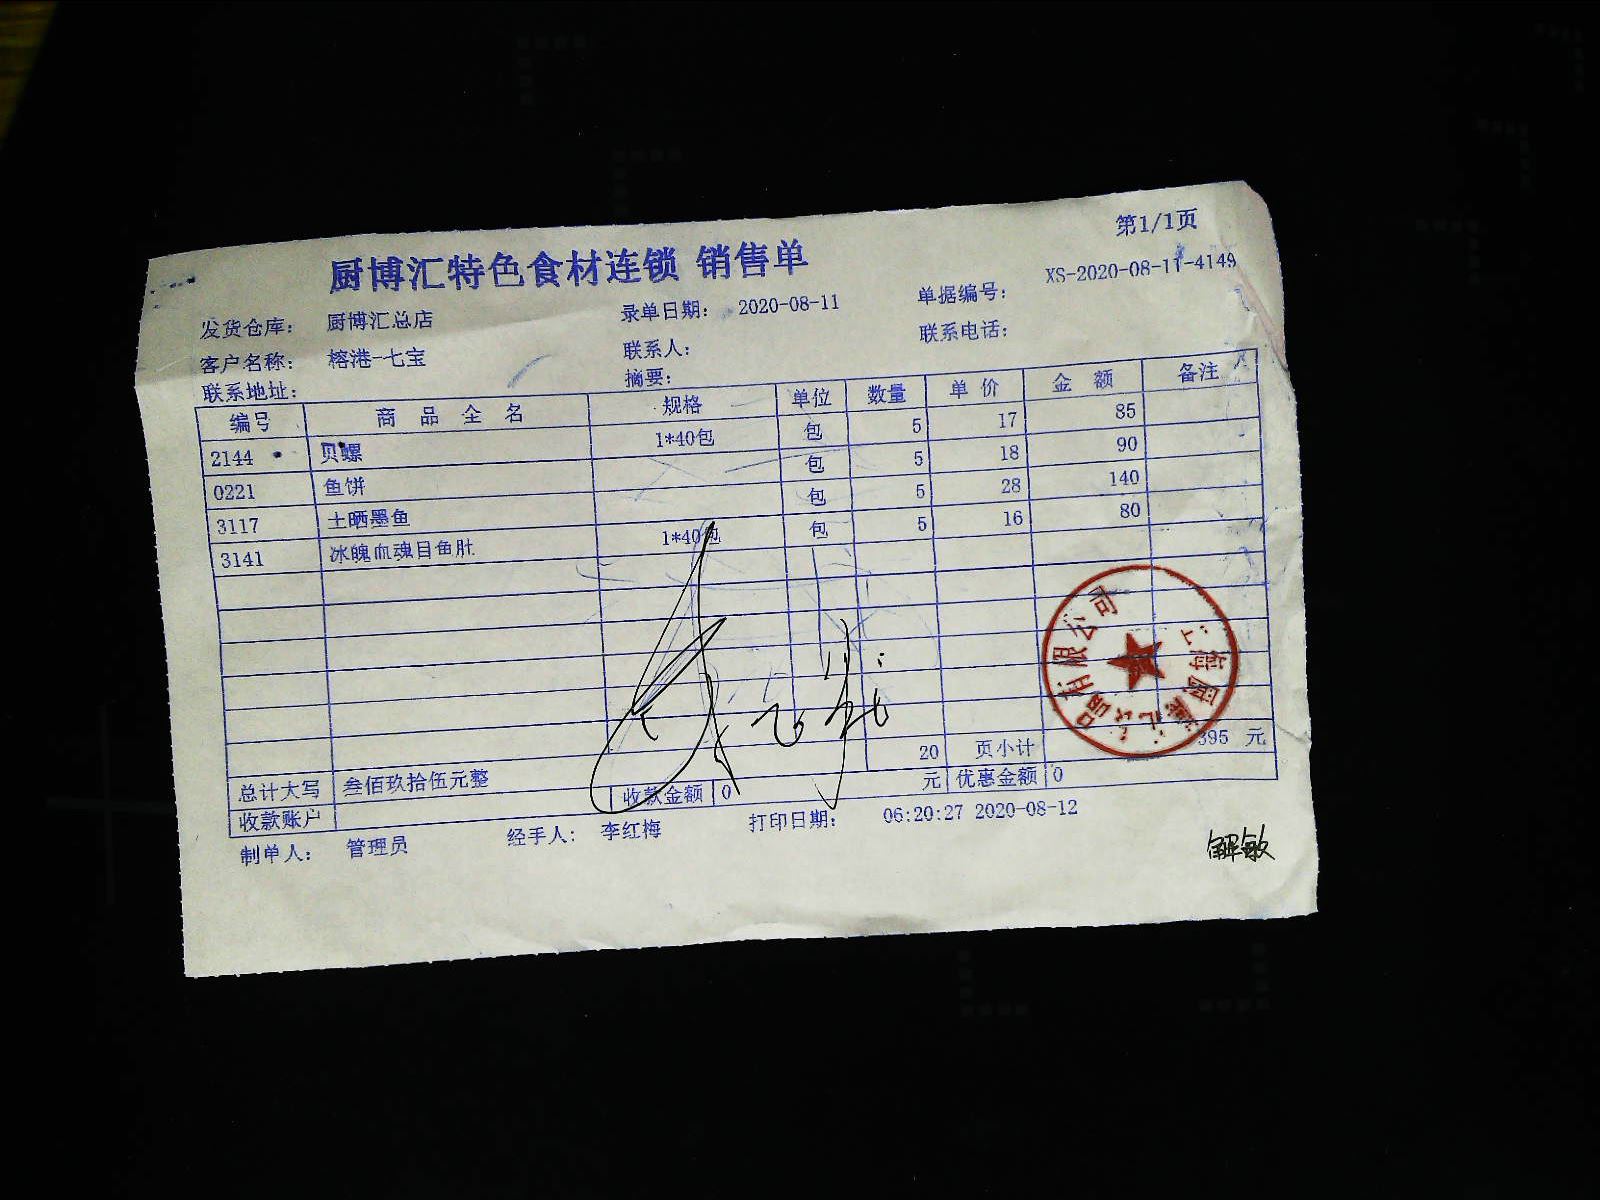 第1/1页
厨博汇特色食材连锁 销售单
发货仓库： 厨博汇总店 录单日期： 2020-08-11 单据编号： XS-2020-08-11-4149
客户名称： 榕港-七宝 联系人： 联系电话：
联系地址： 摘要：
编号 商品全名 规格 单位 数量 单价 金额 备注
2144 贝螺 1*40包 包 5 17 85
0221 鱼饼 包 5 18 90
3117 土晒墨鱼 包 5 28 140
3141 冰魄血魂目鱼肚 1*40包 包 5 16 80
20 页小计 395 元
总计大写 叁佰玖拾伍元整 收款金额 0 元 优惠金额 0
收款账户
制单人： 管理员 经手人： 李红梅 打印日期： 06:20:27 2020-08-12
解敏
有限公司